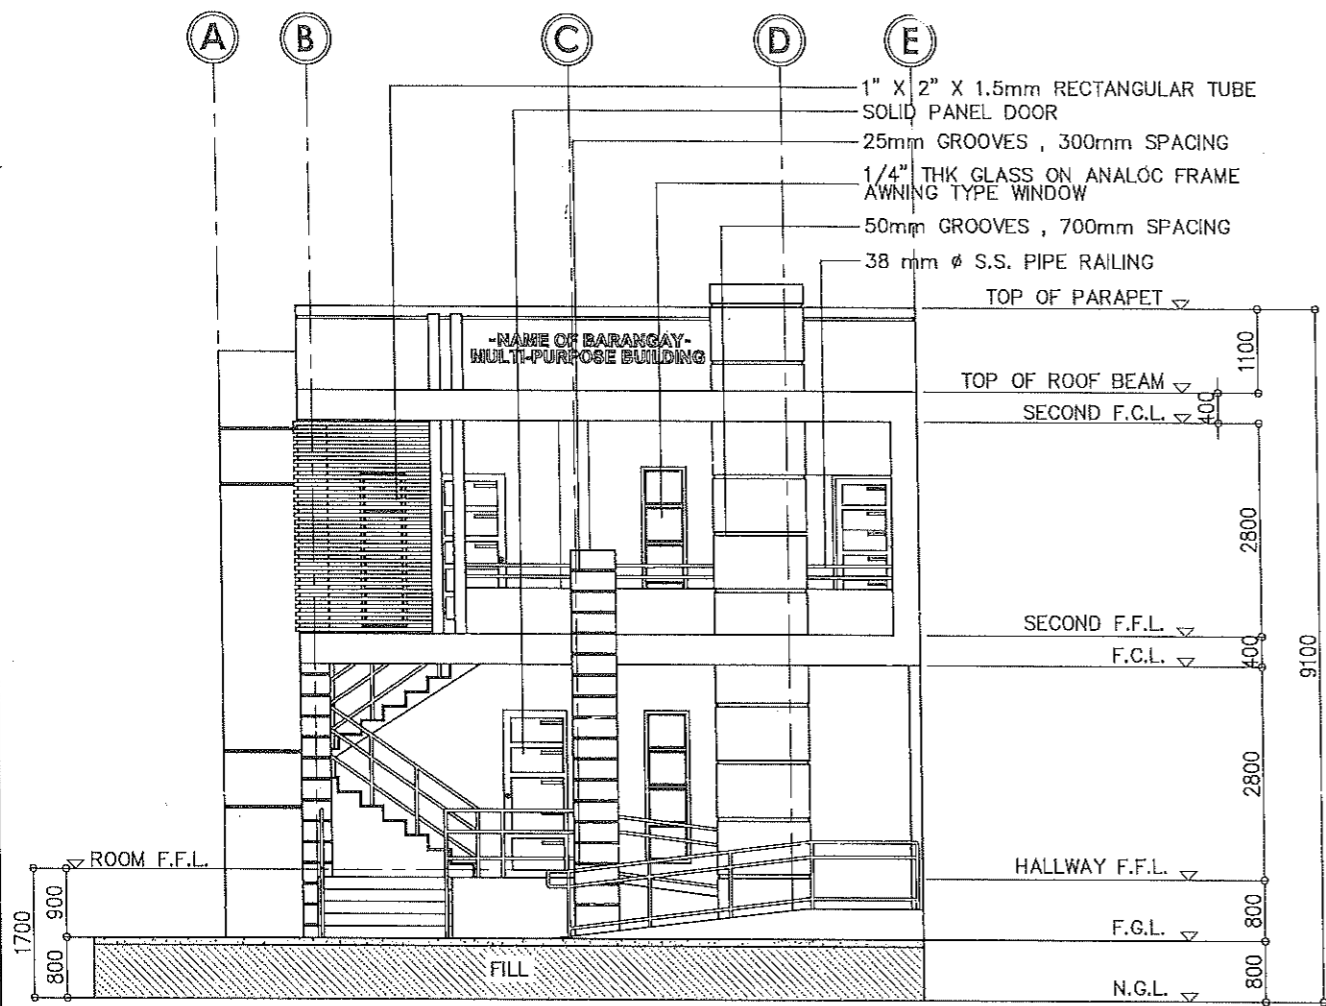 A B C D E
1" X 2" X 1.5mm RECTANGULAR TUBE
SOLID PANEL DOOR
25mm GROOVES , 300mm SPACING
1/4" THK GLASS ON ANALOC FRAME
AWNING TYPE WINDOW
50mm GROOVES , 700mm SPACING
38 mm ø S.S. PIPE RAILING
TOP OF PARAPET
-NAME OF BARANGAY-
MULTI-PURPOSE BUILDING
1100
TOP OF ROOF BEAM
400
SECOND F.C.L.
2800
SECOND F.F.L.
400
F.C.L.
9100
2800
ROOM F.F.L.
HALLWAY F.F.L.
900
1700
800
F.G.L.
800
FILL
800
N.G.L.